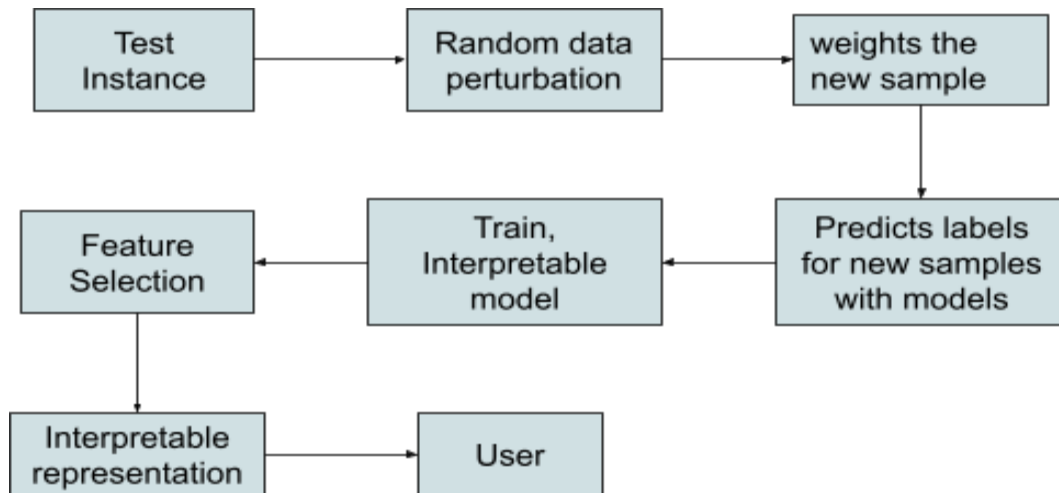 Test
Instance
Random data
perturbation
weights the
new sample
Predicts labels
for new samples
with models
Train,
Interpretable
model
Feature
Selection
Interpretable
representation
User